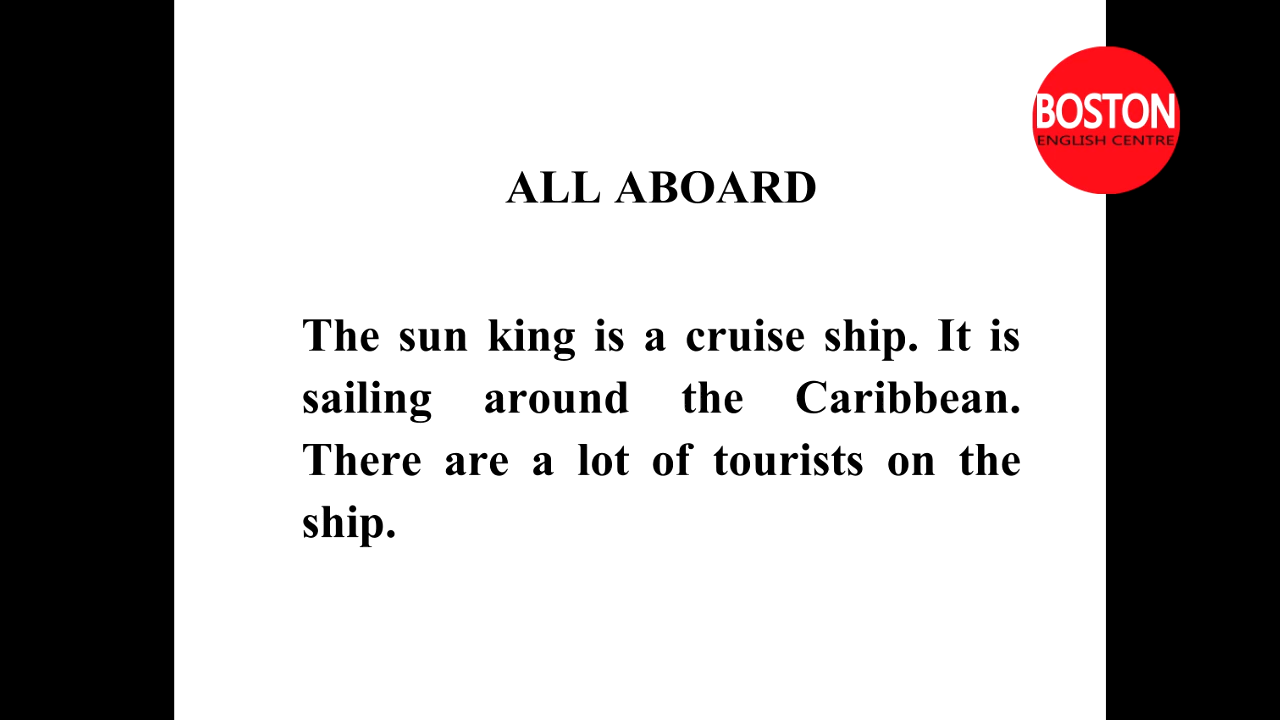 BOSTON
ENGLISH CENTRE
ALL ABOARD
The sun king is a cruise ship. It is
sailing around the Caribbean.
There are a lot of tourists on the
ship.